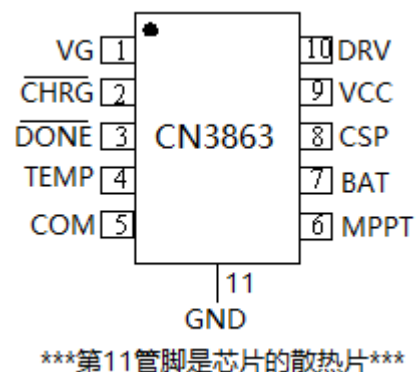 VG 1 10 DRV
CHRG 2 9 VCC
DONE 3 CN3863 8 CSP
TEMP 4 7 BAT
COM 5 6 MPPT
11
GND
***第11管脚是芯片的散热片***